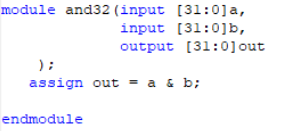 module and32(input [31:0]a,
             input [31:0]b,
             output [31:0]out
    );
   assign out = a & b;

endmodule